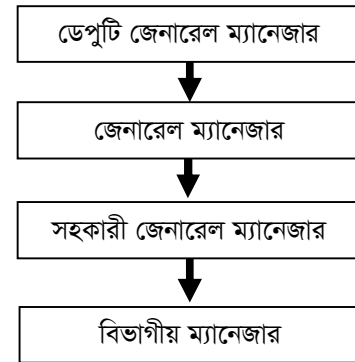 ডেপুটি জেনারেল ম্যানেজার
জেনারেল ম্যানেজার
সহকারী জেনারেল ম্যানেজার
বিভাগীয় ম্যানেজার